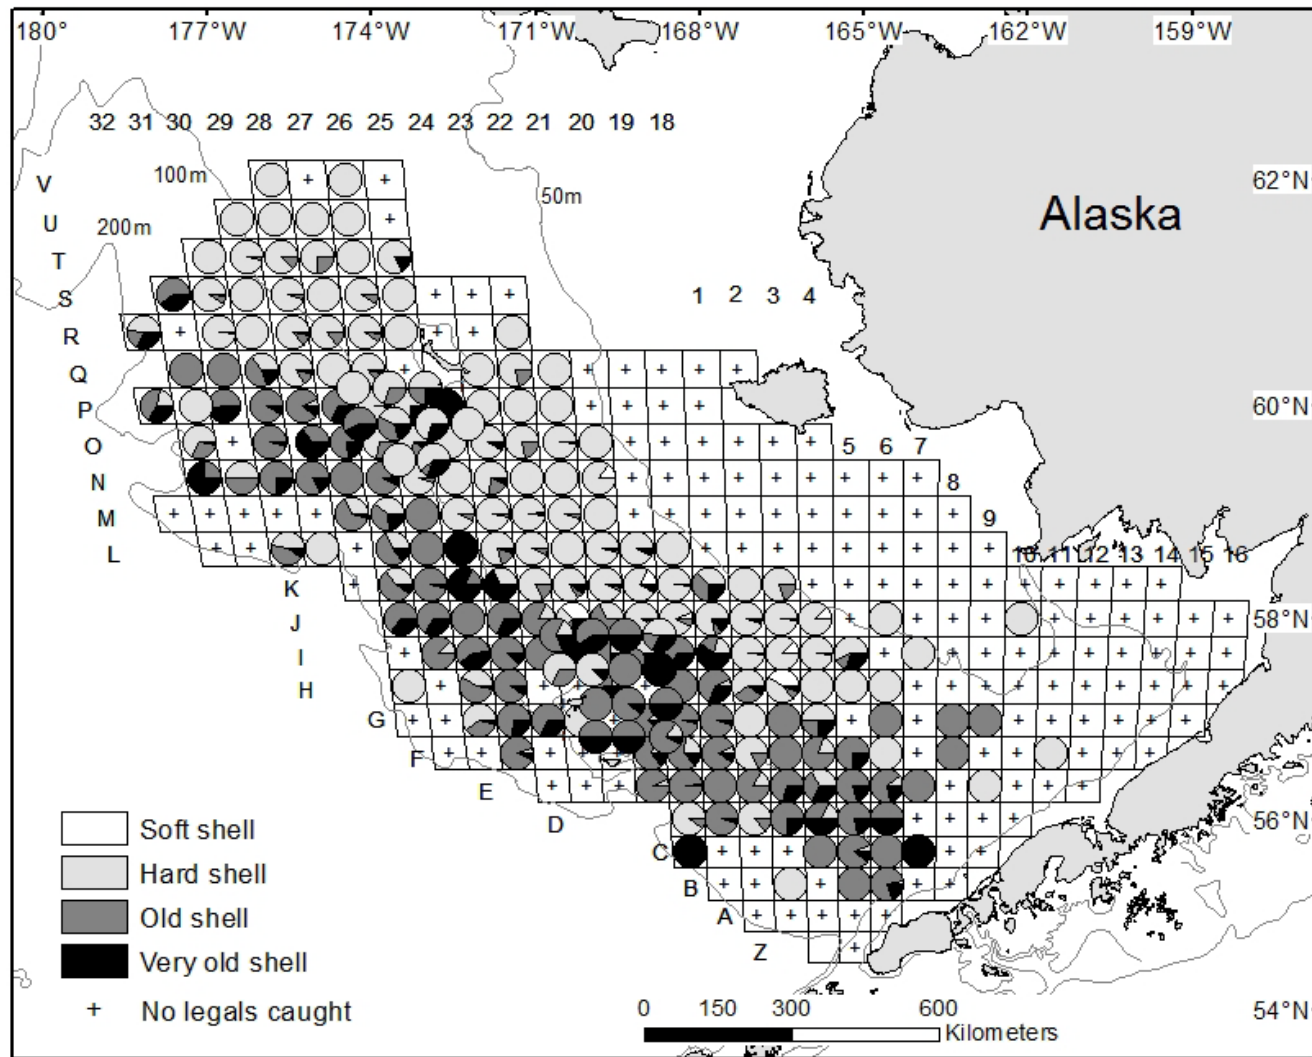 180° 177°W 174°W 171°W 168°W 165°W 162°W 159°W
32 31 30 29 28 27 26 25 24 23 22 21 20 19 18
V 100m 62°N
50m
U 200m Alaska
T
S 1 2 3 4
R
Q
P 60°N
O 5 6 7
N 8
M 9
L 10 11 12 13 14 15 16
K
J 58°N
I
H
G
F
E
D 56°N
C
B
A
Z
Soft shell
Hard shell
Old shell
Very old shell
+ No legals caught
0 150 300 600
Kilometers
54°N